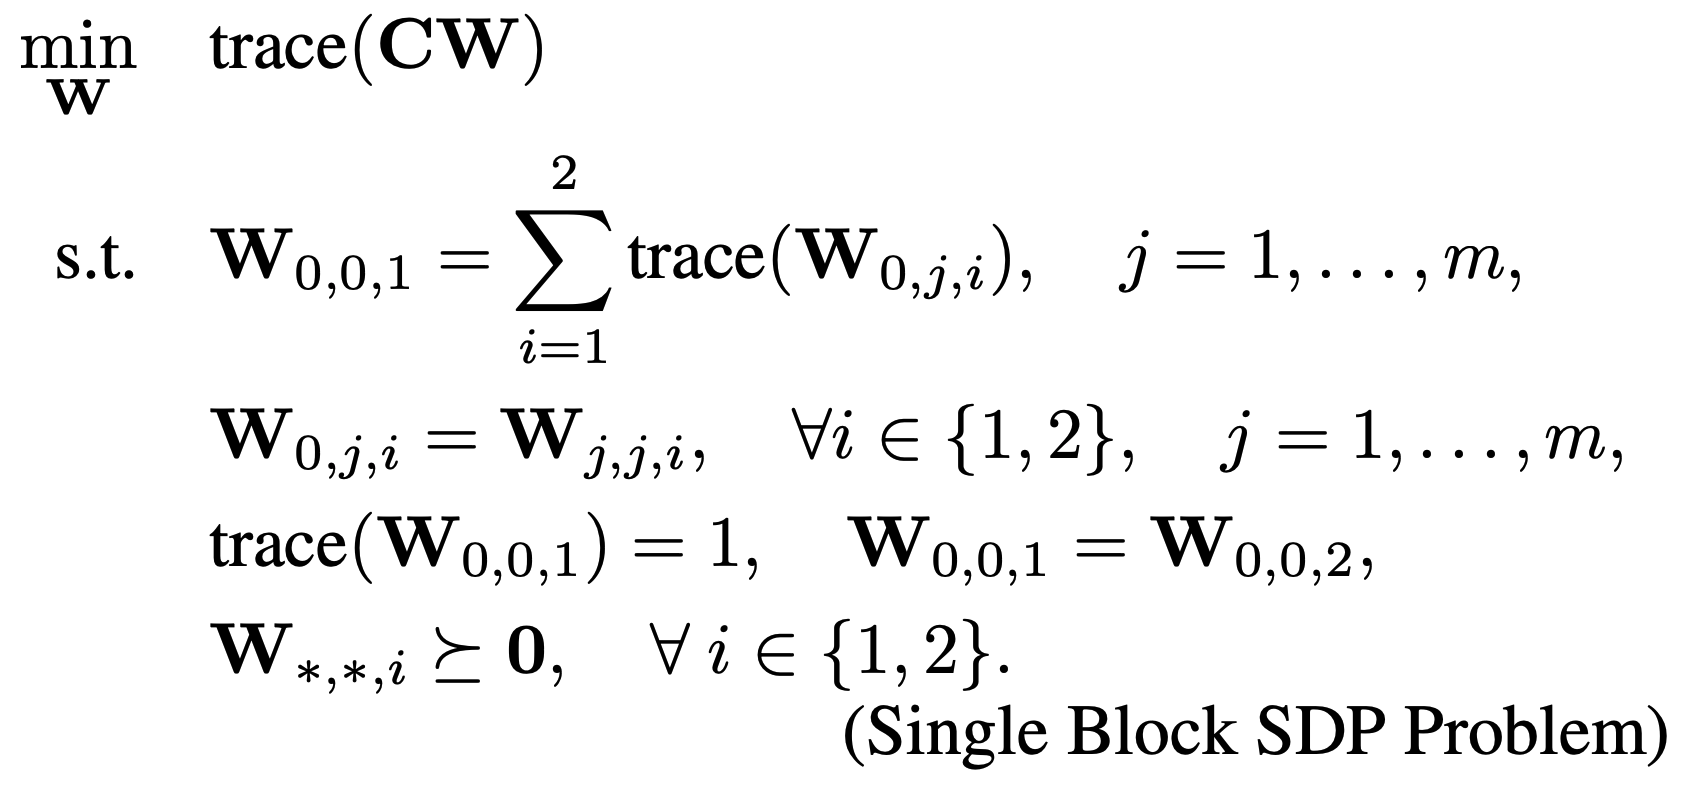 min_𝐖 trace(𝐂𝐖)
s.t. 𝐖_{0,0,1} = ∑_{i=1}^{2} trace(𝐖_{0,j,i}), j = 1, . . . , m,
𝐖_{0,j,i} = 𝐖_{j,j,i}, ∀i ∈ {1, 2}, j = 1, . . . , m,
trace(𝐖_{0,0,1}) = 1, 𝐖_{0,0,1} = 𝐖_{0,0,2},
𝐖_{∗,∗,i} ⪰ 𝟎, ∀ i ∈ {1, 2}.
(Single Block SDP Problem)